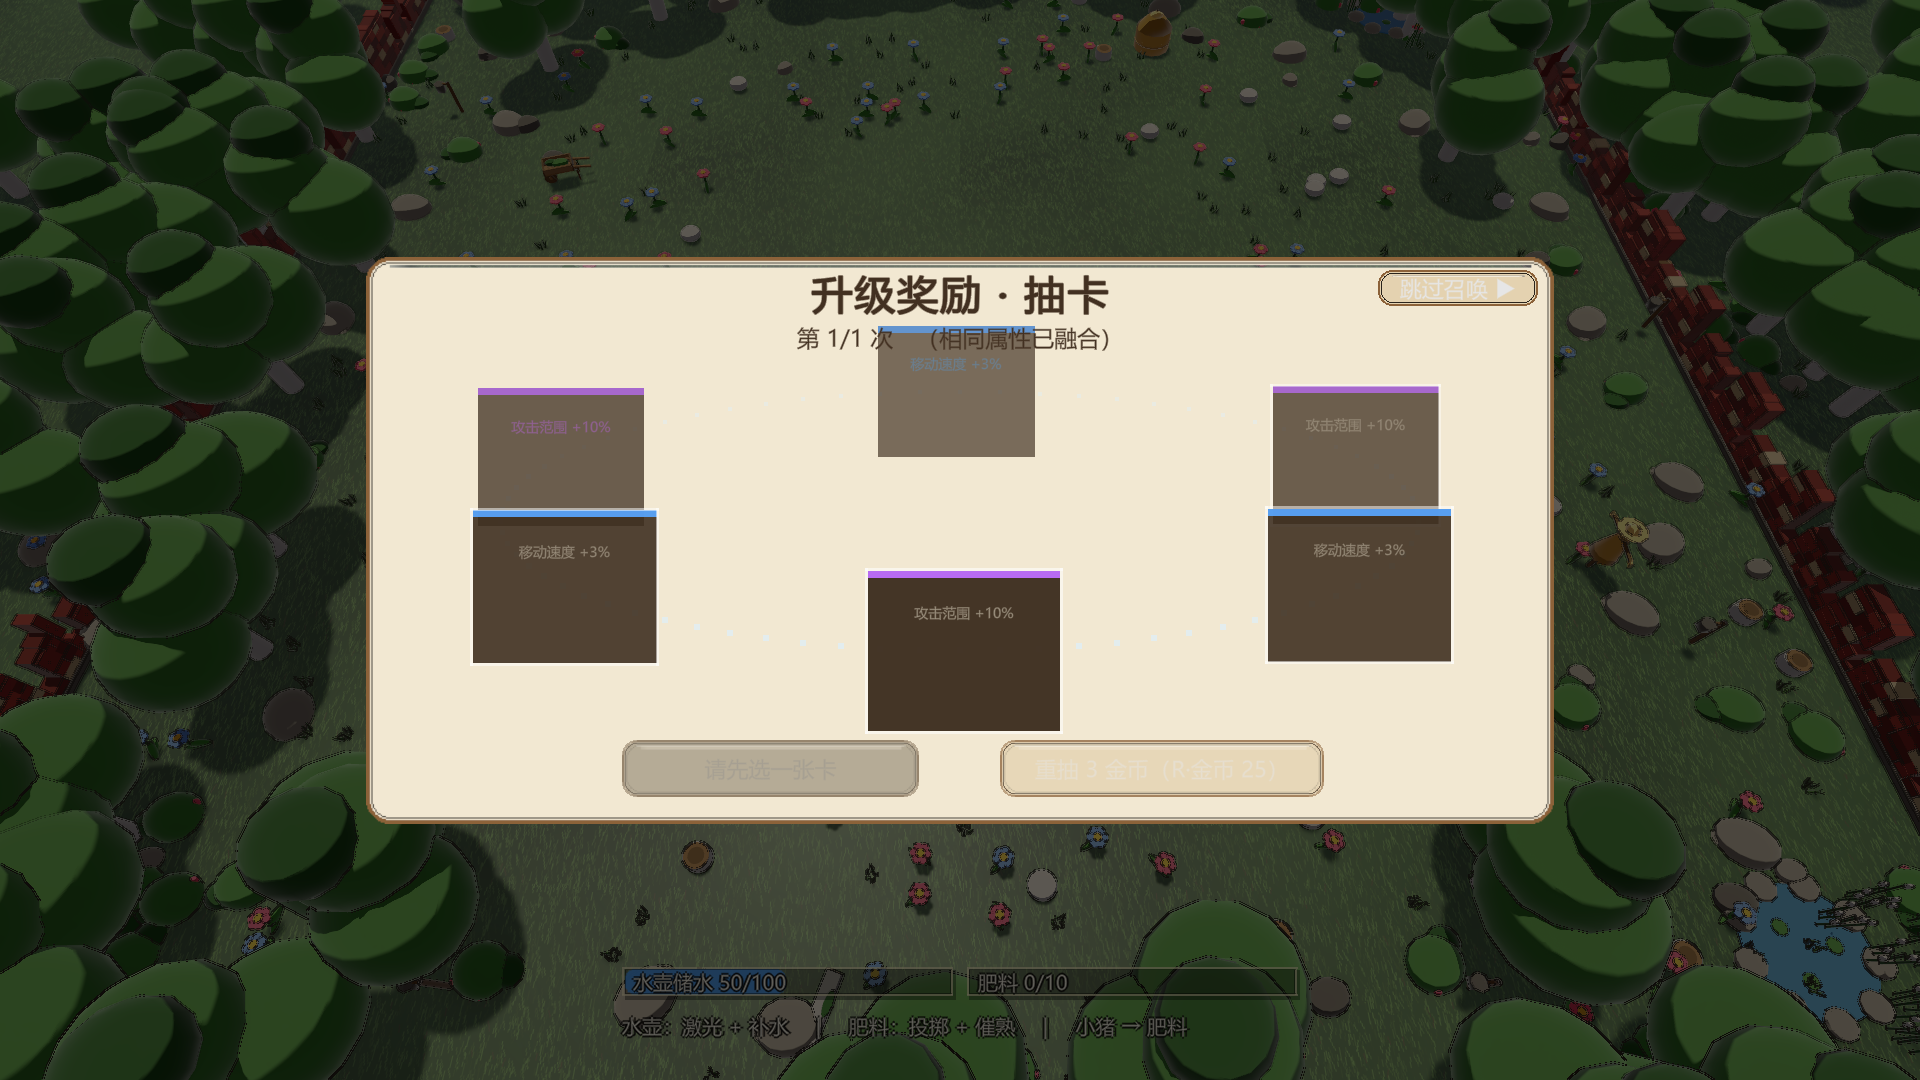 升级奖励 · 抽卡
跳过召唤 ▶
第 1/1 次 （相同属性已融合）
移动速度 +3%
攻击范围 +10%
攻击范围 +10%
移动速度 +3%
移动速度 +3%
攻击范围 +10%
请先选一张卡
重抽 3 金币（R·金币 25）
水壶储水 50/100
肥料 0/10
水壶：激光 + 补水 | 肥料：投掷 + 催熟 | 小猪 → 肥料